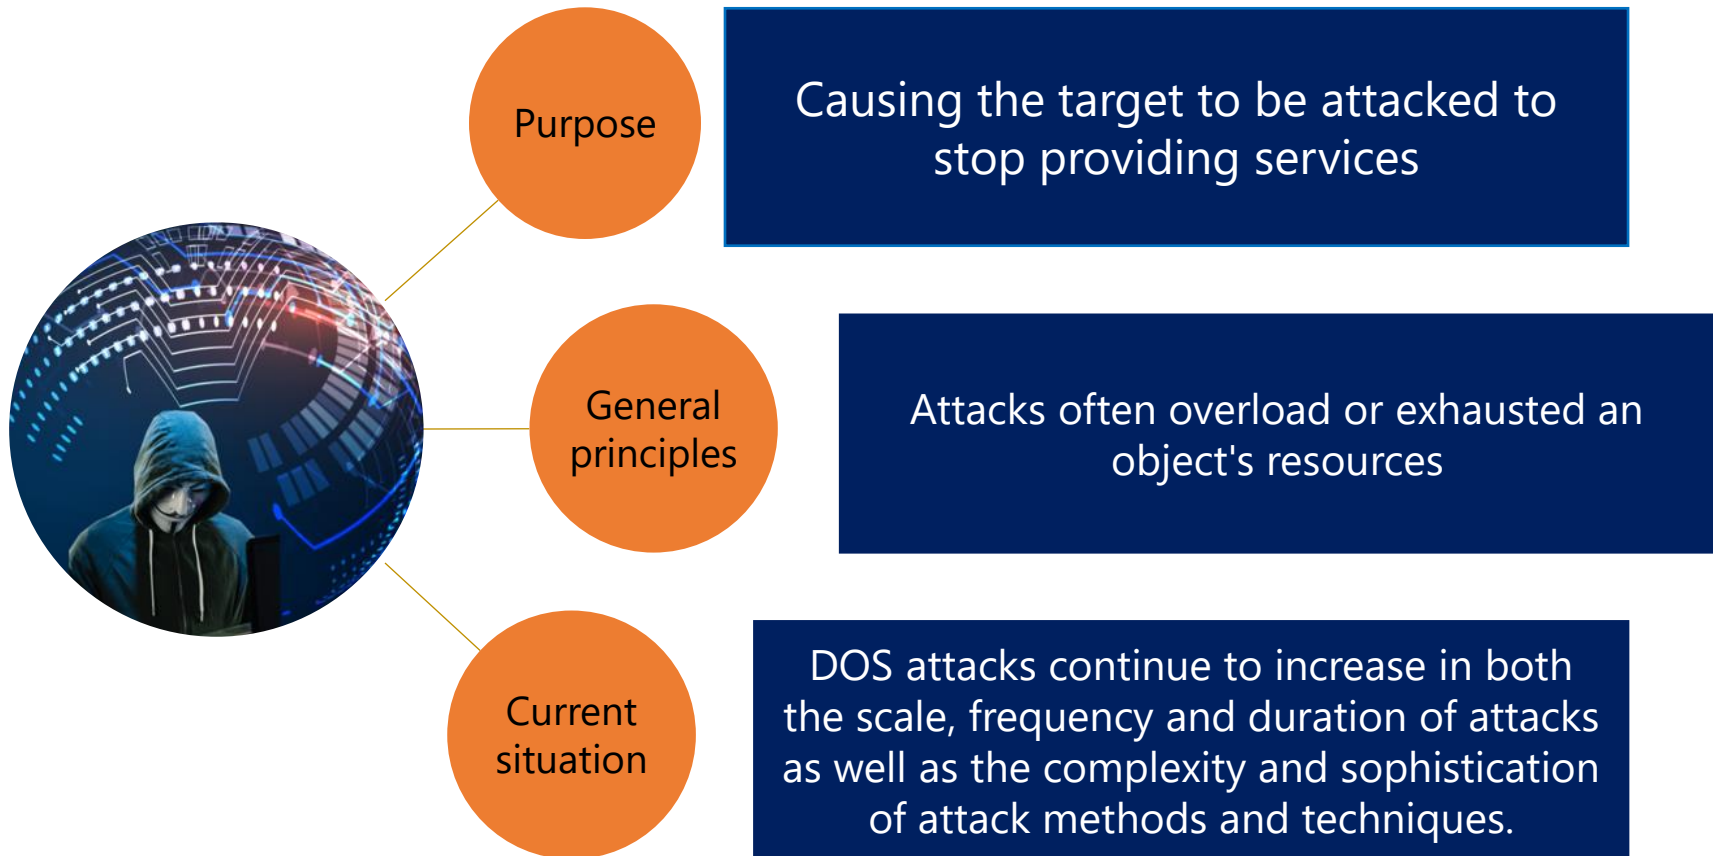 Purpose
Causing the target to be attacked to
stop providing services
General
principles
Attacks often overload or exhausted an
object's resources
Current
situation
DOS attacks continue to increase in both
the scale, frequency and duration of attacks
as well as the complexity and sophistication
of attack methods and techniques.